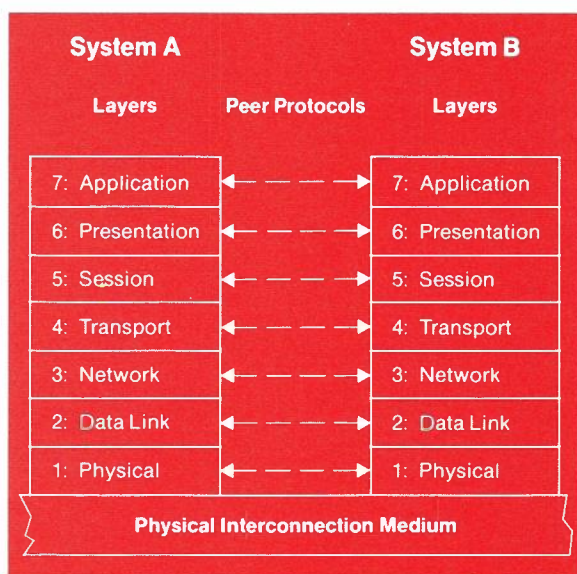 System A System B
Layers Peer Protocols Layers
7: Application 7: Application
6: Presentation 6: Presentation
5: Session 5: Session
4: Transport 4: Transport
3: Network 3: Network
2: Data Link 2: Data Link
1: Physical 1: Physical
Physical Interconnection Medium